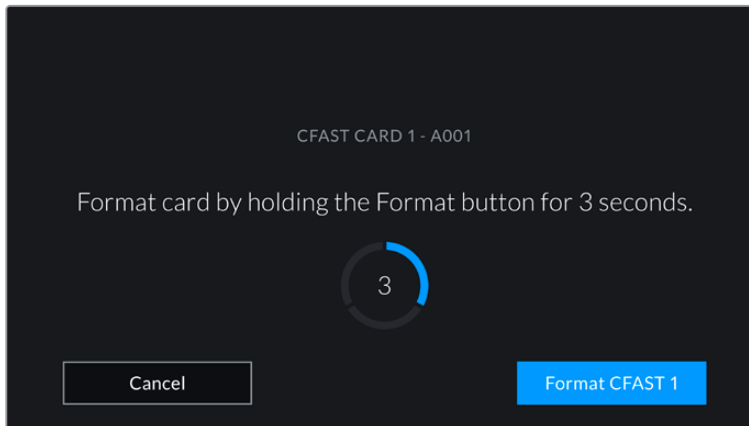 CFAST CARD 1 - A001
Format card by holding the Format button for 3 seconds.
3
Cancel
Format CFAST 1